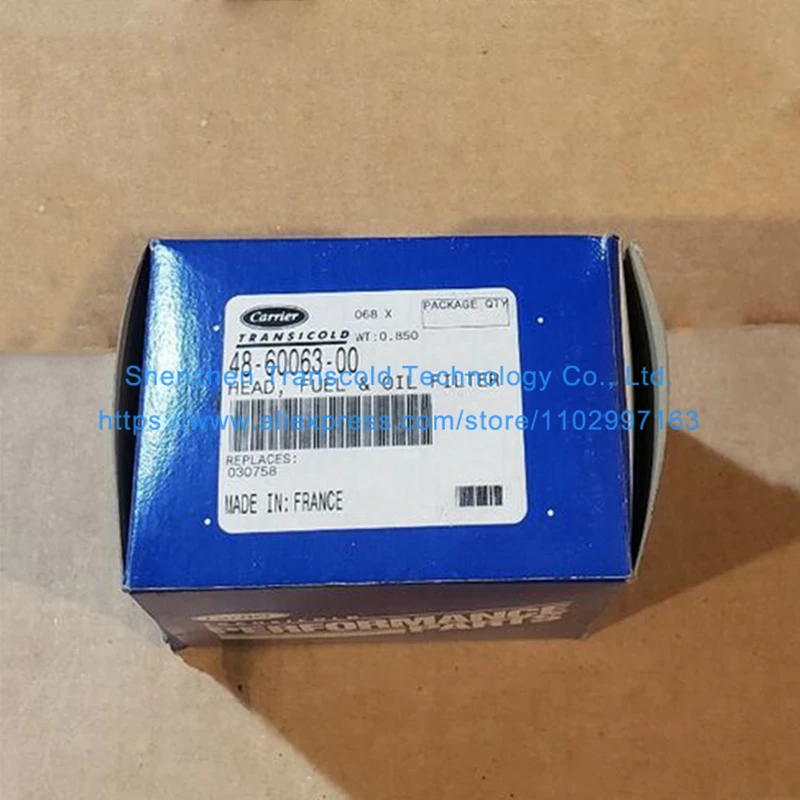 Carrier
068 X
PACKAGE QTY
TRANSICOLD
WT:0.850
48-60063-00
HEAD, FUEL & OIL FILTER
Shenzhen Transcold Technology Co., Ltd.
https://www.aliexpress.com/store/1102997163
REPLACES:
030758
MADE IN: FRANCE
PERFORMANCE
PARTS